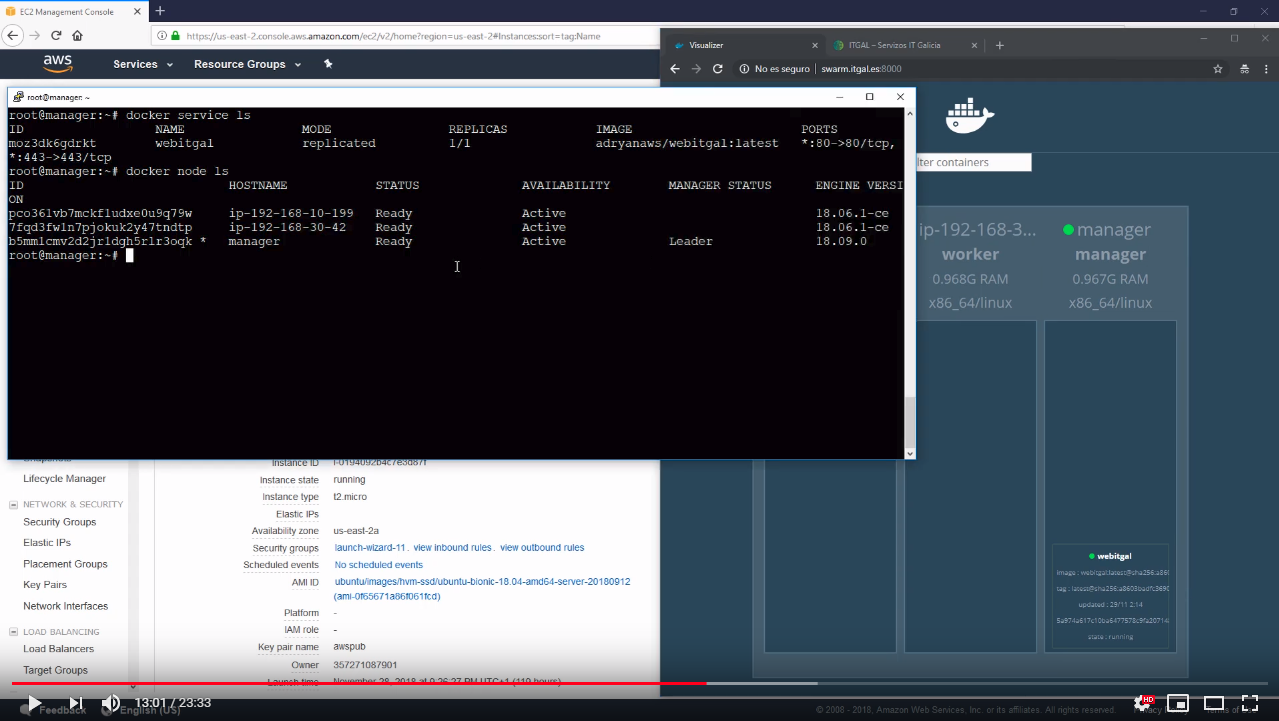 EC2 Management Console
https://us-east-2.console.aws.amazon.com/ec2/v2/home?region=us-east-2#Instances:sort=tag:Name
aws
Services
Resource Groups
Visualizer
ITGAL – Servizos IT Galicia
No es seguro
swarm.itgal.es:8000
root@manager: ~
root@manager:~# docker service ls
ID NAME MODE REPLICAS IMAGE PORTS
moz3dk6gdrkt webitgal replicated 1/1 adryanaws/webitgal:latest *:80->80/tcp,
*:443->443/tcp
root@manager:~# docker node ls
ID HOSTNAME STATUS AVAILABILITY MANAGER STATUS ENGINE VERSI
ON
pco361vb7mckfludxe0u9q79w ip-192-168-10-199 Ready Active 18.06.1-ce
7fqd3fwln7pjokuk2y47tndtp ip-192-168-30-42 Ready Active 18.06.1-ce
b5mmlcmv2d2jr1dgh5rlr3oqk * manager Ready Active Leader 18.09.0
root@manager:~#
lter containers
ip-192-168-3...
worker
0.968G RAM
x86_64/linux
manager
manager
0.967G RAM
x86_64/linux
webitgal
image : webitgal:latest@sha256:a86
tag : latest@sha256:a8603badfc3690
updated : 29/11 2:14
5a974a617c10ba6477578c9fa20714
state : running
Lifecycle Manager
NETWORK & SECURITY
Security Groups
Elastic IPs
Placement Groups
Key Pairs
Network Interfaces
LOAD BALANCING
Load Balancers
Target Groups
Instance ID i-0194092b4c7e3d87f
Instance state running
Instance type t2.micro
Elastic IPs
Availability zone us-east-2a
Security groups launch-wizard-11. view inbound rules. view outbound rules
Scheduled events No scheduled events
AMI ID ubuntu/images/hvm-ssd/ubuntu-bionic-18.04-amd64-server-20180912
(ami-0f65671a86f061fcd)
Platform -
IAM role -
Key pair name awspub
Owner 357271087901
Launch time November 28, 2018 at 9:26:27 PM UTC+1 (110 hours)
13:01 / 23:33
HD
Feedback
English (US)
© 2008 - 2018, Amazon Web Services, Inc. or its affiliates. All rights reserved.
Privacy Policy
Terms of Use